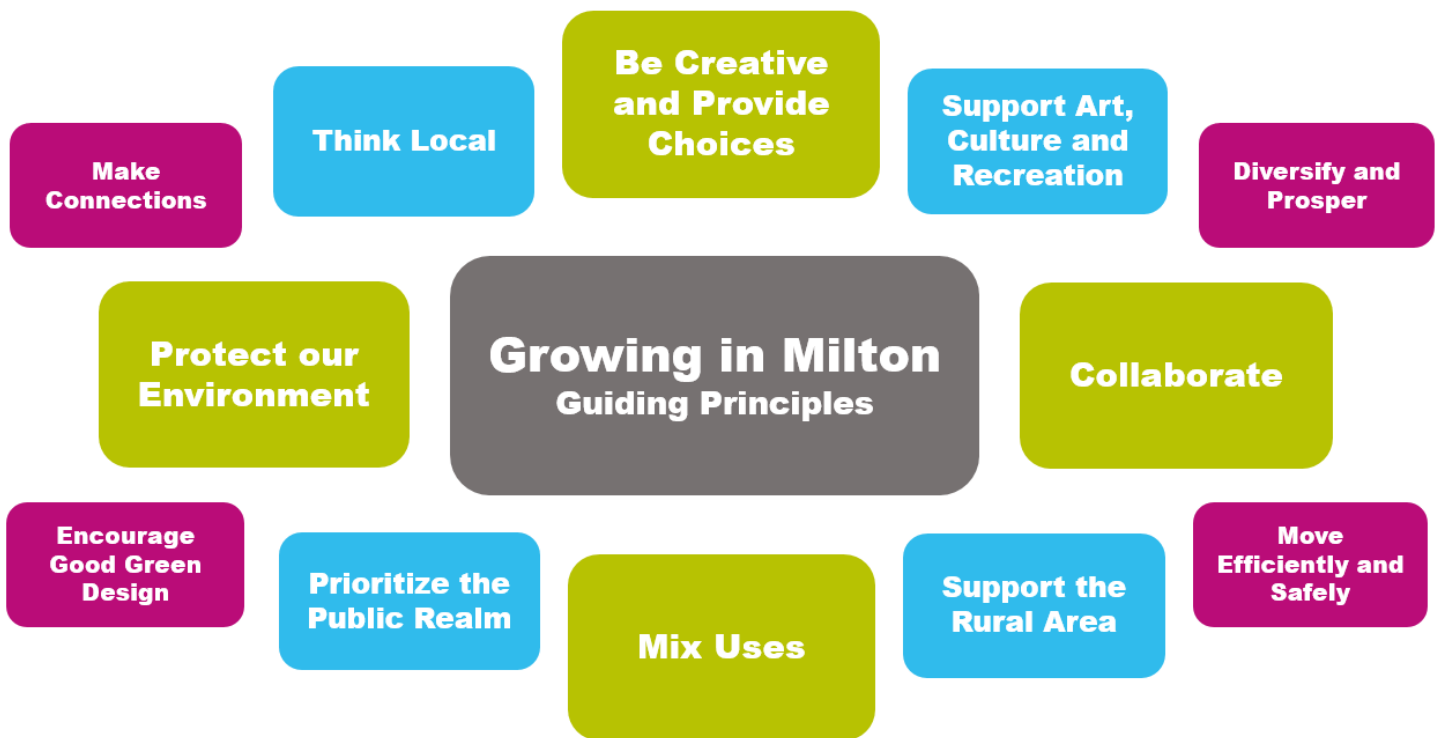 Be Creative
and Provide
Choices
Think Local
Support Art,
Culture and
Recreation
Make
Connections
Diversify and
Prosper
Protect our
Environment
Growing in Milton
Guiding Principles
Collaborate
Encourage
Good Green
Design
Prioritize the
Public Realm
Mix Uses
Support the
Rural Area
Move
Efficiently and
Safely